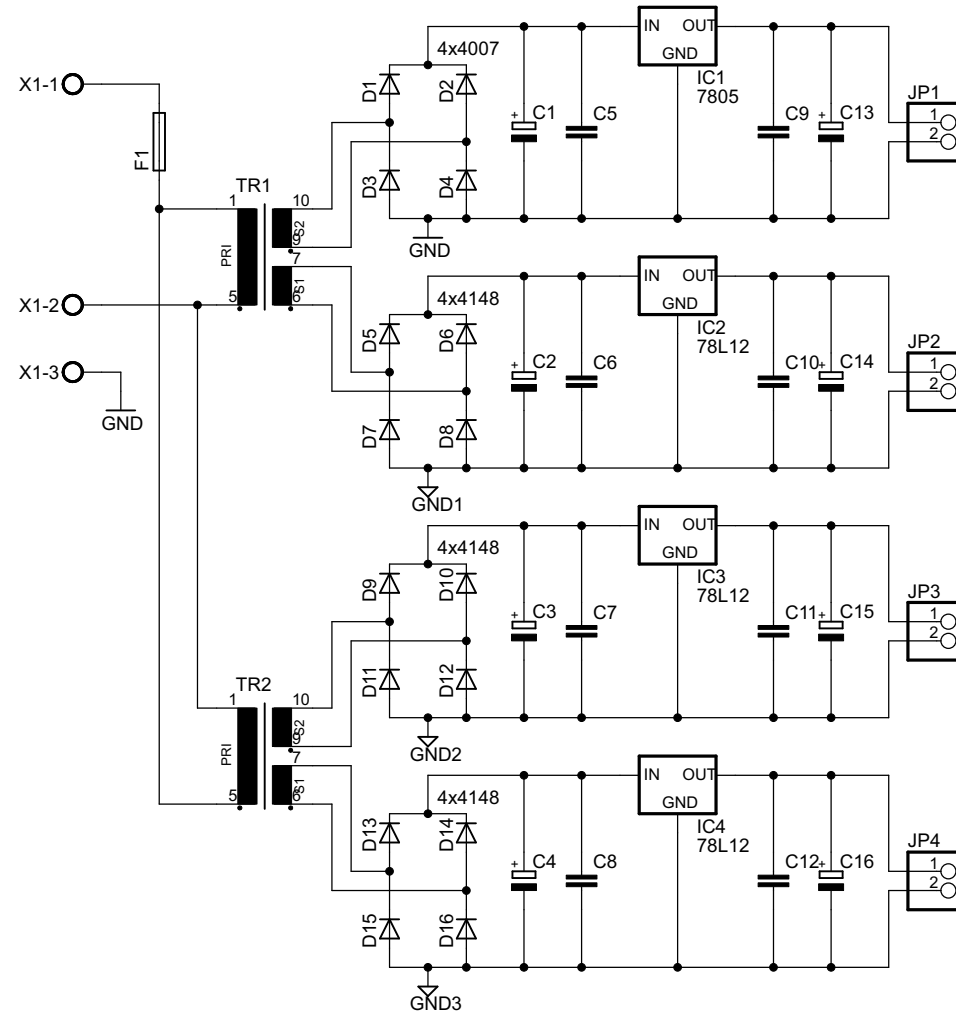 4x4007
IN OUT
GND
IC1
7805
X1-1
D1
D2
C1
C5
C9
C13
JP1
1
2
F1
D3
D4
TR1
1
10
S2
9
PRI
7
S1
5
6
GND
X1-2
4x4148
IN OUT
GND
IC2
78L12
D5
D6
C2
C6
C10
C14
JP2
1
2
X1-3
GND
D7
D8
GND1
4x4148
IN OUT
GND
IC3
78L12
D9
D10
C3
C7
C11
C15
JP3
1
2
D11
D12
TR2
1
10
S2
9
PRI
7
S1
5
6
GND2
4x4148
IN OUT
GND
IC4
78L12
D13
D14
C4
C8
C12
C16
JP4
1
2
D15
D16
GND3
+
+
+
+
+
+
+
+